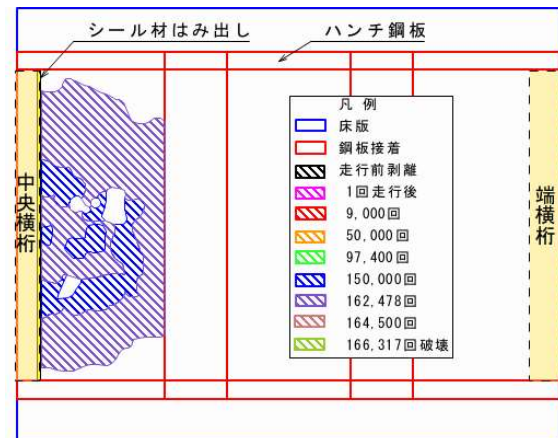 シール材はみ出し
ハンチ鋼板
中央横桁
凡例
床版
鋼板接着
走行前剥離
1回走行後
9,000回
50,000回
97,400回
150,000回
162,478回
164,500回
166,317回破壊
端横桁